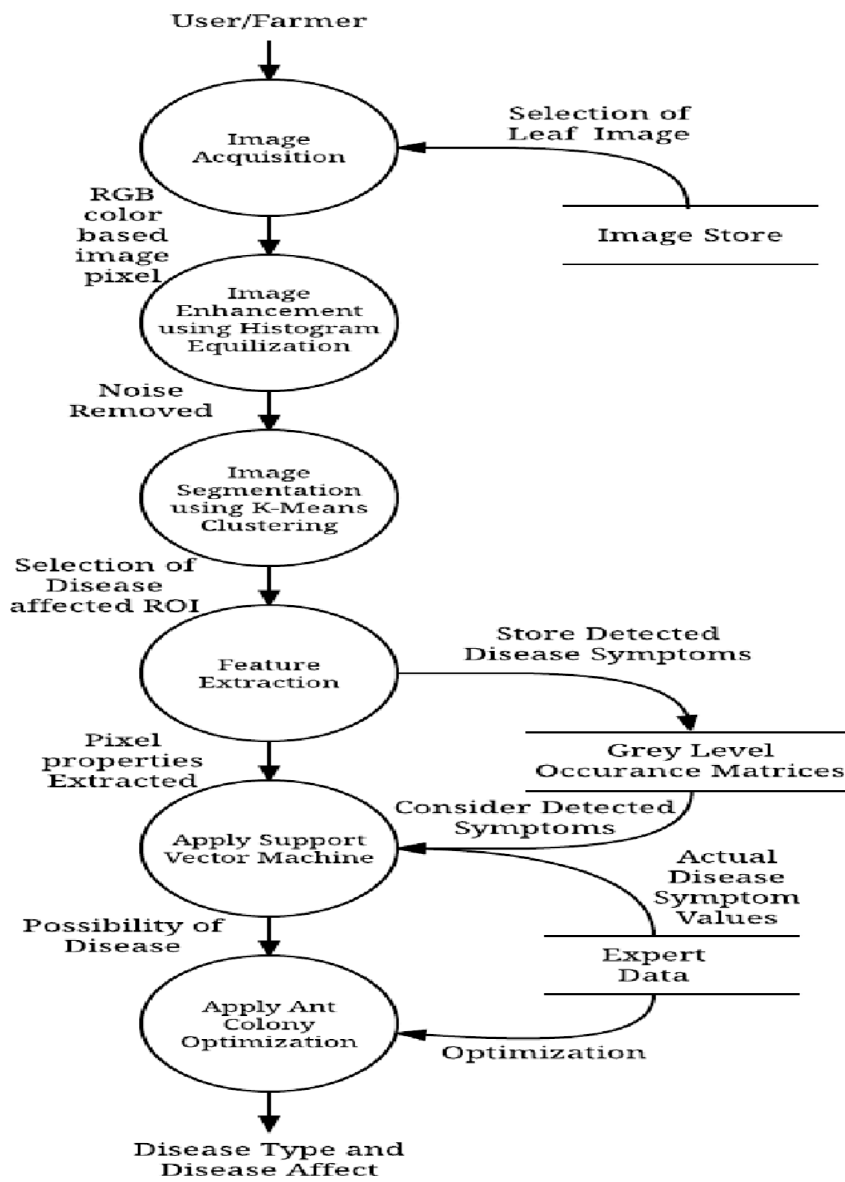 User/Farmer
Image
Acquisition
Selection of
Leaf Image
Image Store
RGB
color
based
image
pixel
Image
Enhancement
using Histogram
Equilization
Noise
Removed
Image
Segmentation
using K-Means
Clustering
Selection of
Disease
affected ROI
Feature
Extraction
Store Detected
Disease Symptoms
Grey Level
Occurance Matrices
Pixel
properties
Extracted
Consider Detected
Symptoms
Apply Support
Vector Machine
Actual
Disease
Symptom
Values
Expert
Data
Possibility of
Disease
Apply Ant
Colony
Optimization
Optimization
Disease Type and
Disease Affect